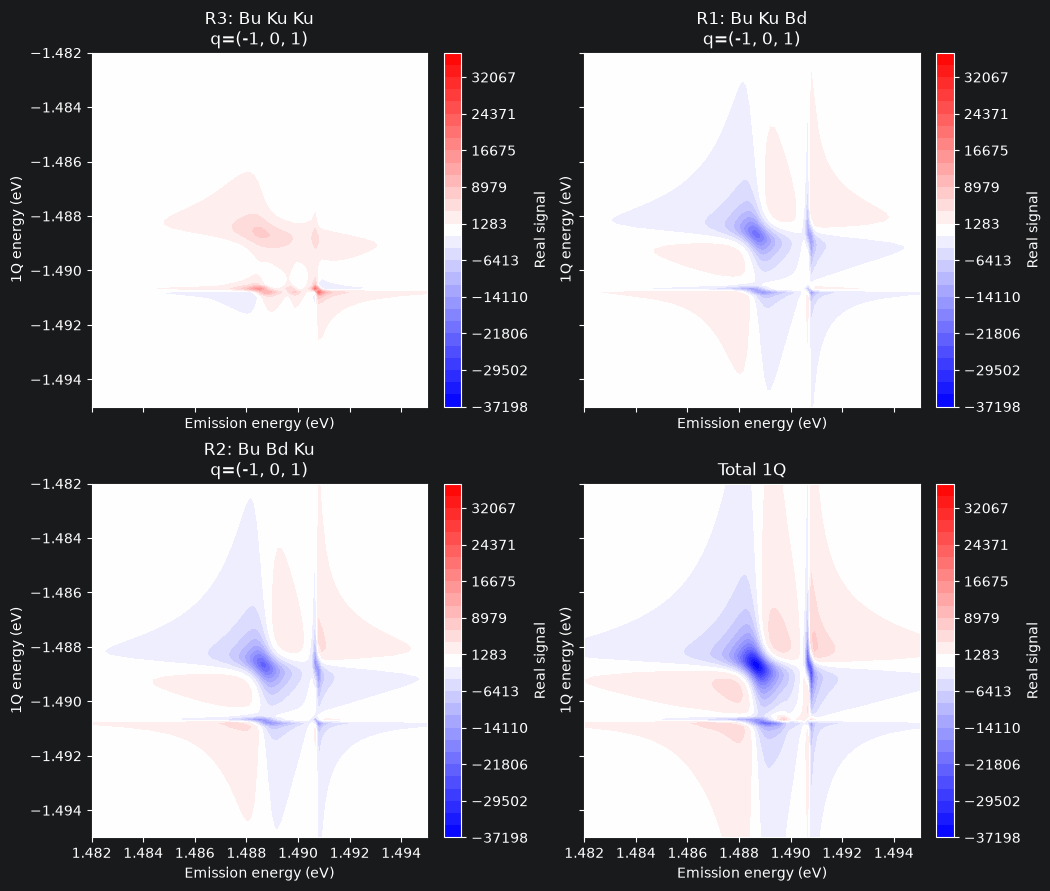 R3: Bu Ku Ku
q=(-1, 0, 1)
−1.482
−1.484
−1.486
−1.488
−1.490
−1.492
−1.494
1Q energy (eV)
Emission energy (eV)
32067
24371
16675
8979
1283
−6413
−14110
−21806
−29502
−37198
Real signal
R1: Bu Ku Bd
q=(-1, 0, 1)
1Q energy (eV)
Emission energy (eV)
32067
24371
16675
8979
1283
−6413
−14110
−21806
−29502
−37198
Real signal
R2: Bu Bd Ku
q=(-1, 0, 1)
−1.482
−1.484
−1.486
−1.488
−1.490
−1.492
−1.494
1Q energy (eV)
1.482 1.484 1.486 1.488 1.490 1.492 1.494
Emission energy (eV)
32067
24371
16675
8979
1283
−6413
−14110
−21806
−29502
−37198
Real signal
Total 1Q
1Q energy (eV)
1.482 1.484 1.486 1.488 1.490 1.492 1.494
Emission energy (eV)
32067
24371
16675
8979
1283
−6413
−14110
−21806
−29502
−37198
Real signal